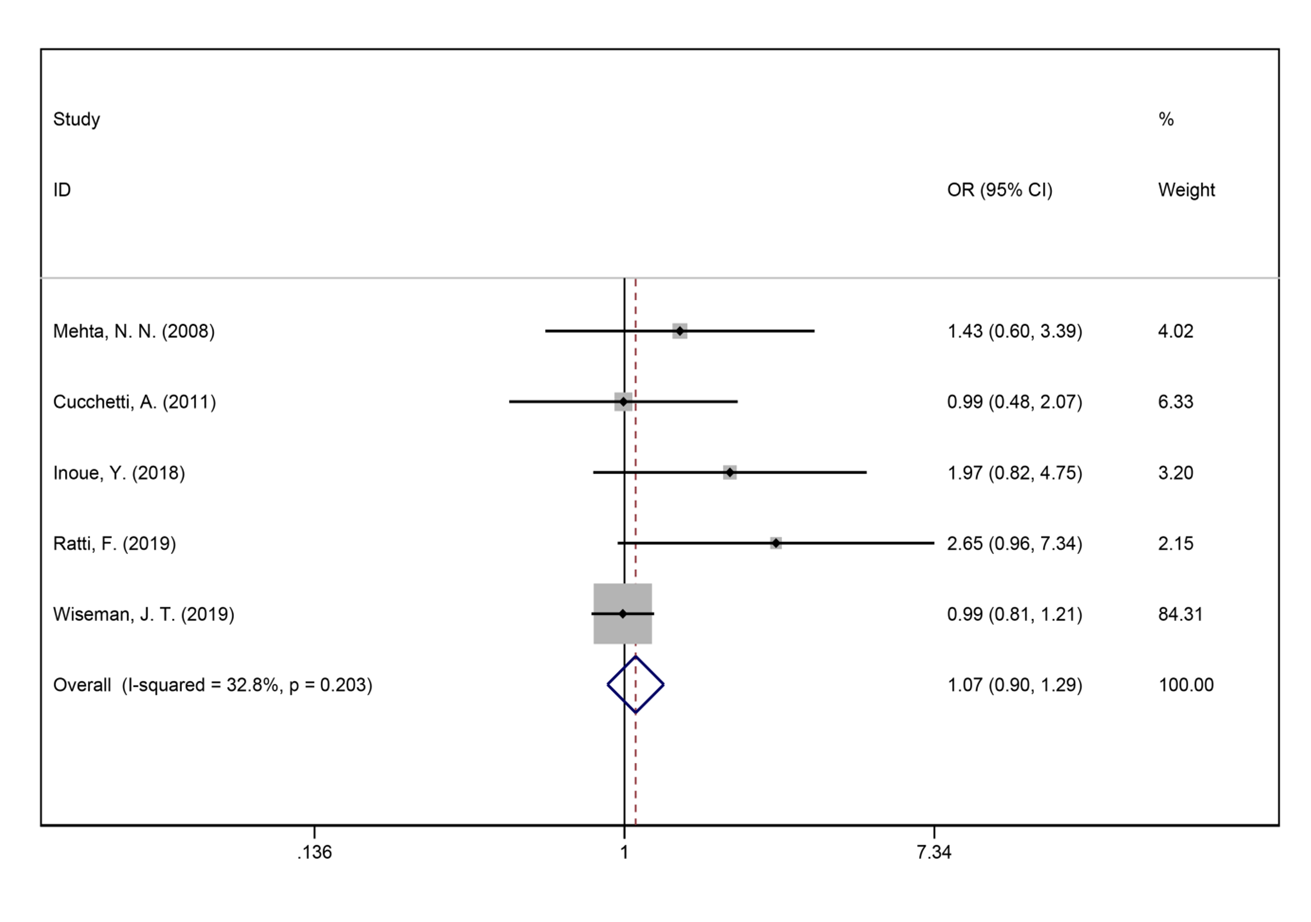 Study %
ID OR (95% CI) Weight
Mehta, N. N. (2008) 1.43 (0.60, 3.39) 4.02
Cucchetti, A. (2011) 0.99 (0.48, 2.07) 6.33
Inoue, Y. (2018) 1.97 (0.82, 4.75) 3.20
Ratti, F. (2019) 2.65 (0.96, 7.34) 2.15
Wiseman, J. T. (2019) 0.99 (0.81, 1.21) 84.31
Overall (I-squared = 32.8%, p = 0.203) 1.07 (0.90, 1.29) 100.00
.136 1 7.34